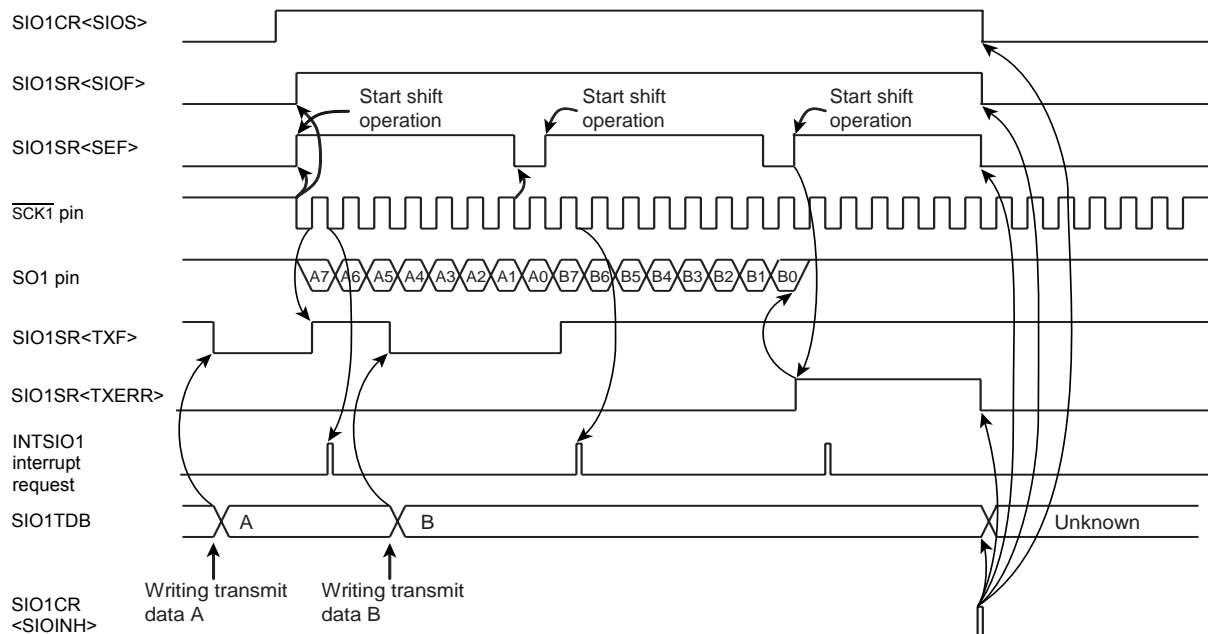 SIO1CR<SIOS>
SIO1SR<SIOF>
Start shift
operation
Start shift
operation
Start shift
operation
SIO1SR<SEF>
SCK1 pin
SO1 pin
A7 A6 A5 A4 A3 A2 A1 A0 B7 B6 B5 B4 B3 B2 B1 B0
SIO1SR<TXF>
SIO1SR<TXERR>
INTSIO1
interrupt
request
SIO1TDB
A
B
Unknown
Writing transmit
data A
Writing transmit
data B
SIO1CR
<SIOINH>